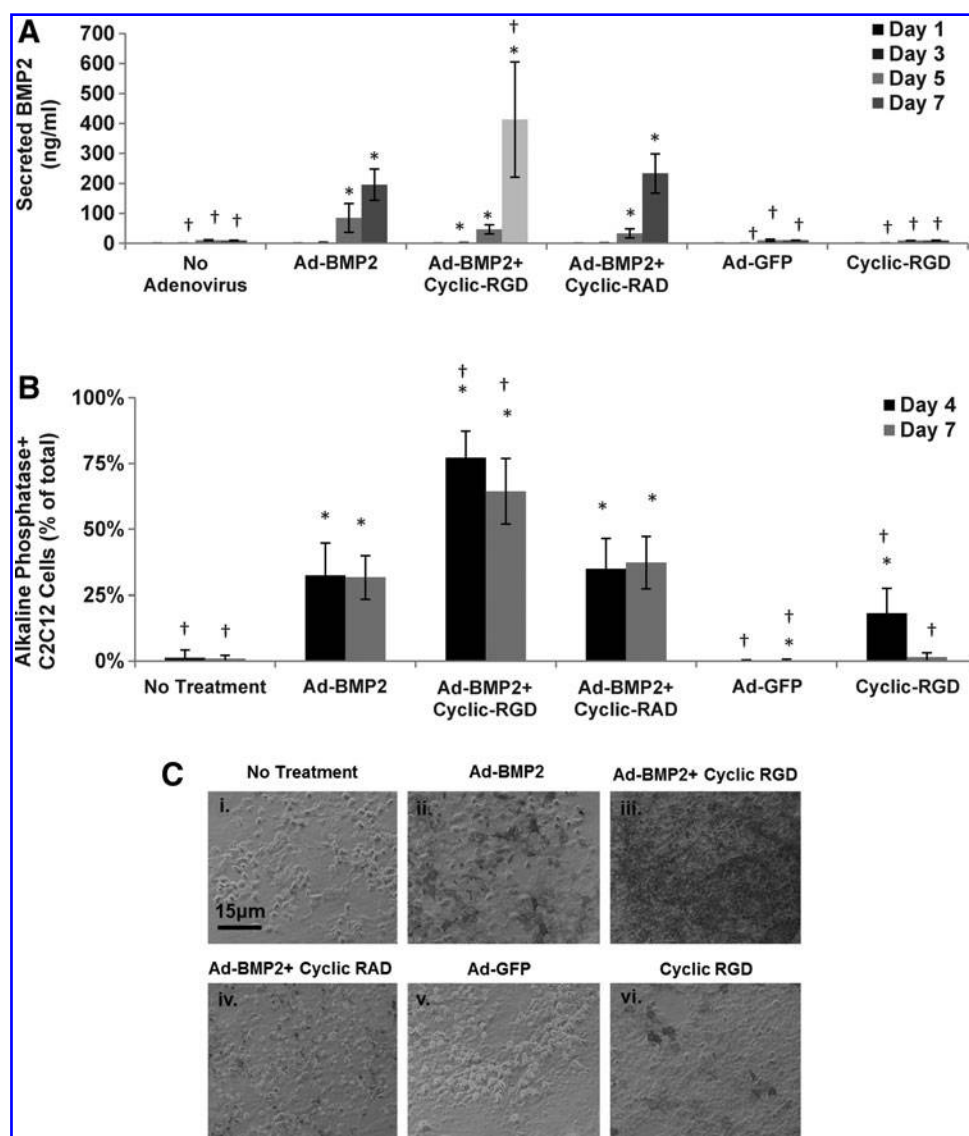 A
Secreted BMP2
(ng/ml)
700
600
500
400
300
200
100
0
† † †
* *
* * † *
* *
† † †
† † †
Day 1
Day 3
Day 5
Day 7
No
Adenovirus
Ad-BMP2
Ad-BMP2+
Cyclic-RGD
Ad-BMP2+
Cyclic-RAD
Ad-GFP
Cyclic-RGD
B
Alkaline Phosphatase+
C2C12 Cells (% of total)
100%
75%
50%
25%
0%
† †
* *
‡ * † *
* *
† † *
† * †
Day 4
Day 7
No Treatment
Ad-BMP2
Ad-BMP2+
Cyclic-RGD
Ad-BMP2+
Cyclic-RAD
Ad-GFP
Cyclic-RGD
C
No Treatment
Ad-BMP2
Ad-BMP2+ Cyclic RGD
i.
ii.
iii.
15µm
Ad-BMP2+ Cyclic RAD
Ad-GFP
Cyclic RGD
iv.
v.
vi.